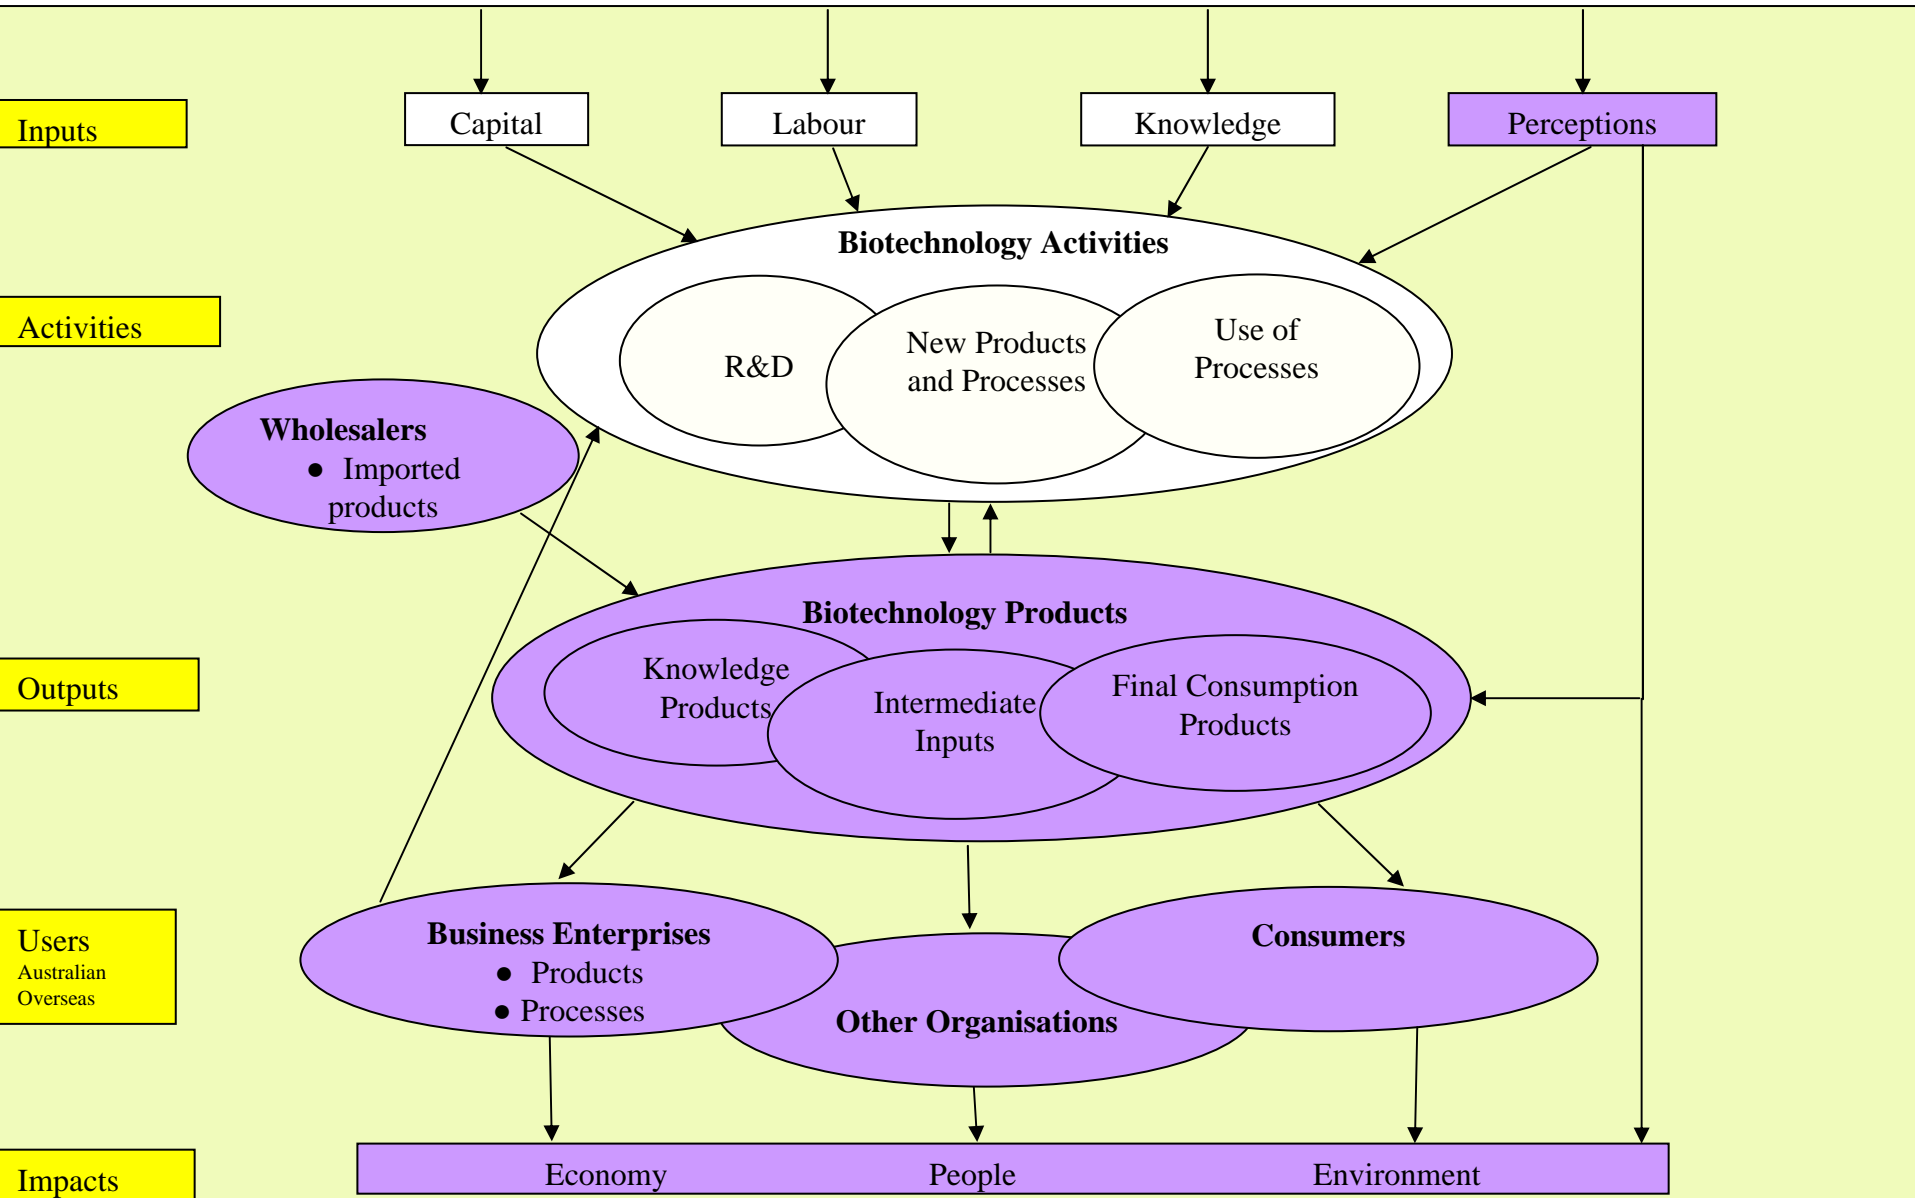 Inputs
Capital
Labour
Knowledge
Perceptions
Biotechnology Activities
Activities
R&D
New Products
and Processes
Use of
Processes
Wholesalers
● Imported
products
Biotechnology Products
Outputs
Knowledge
Products
Intermediate
Inputs
Final Consumption
Products
Users
Australian
Overseas
Business Enterprises
● Products
● Processes
Other Organisations
Consumers
Impacts
Economy
People
Environment